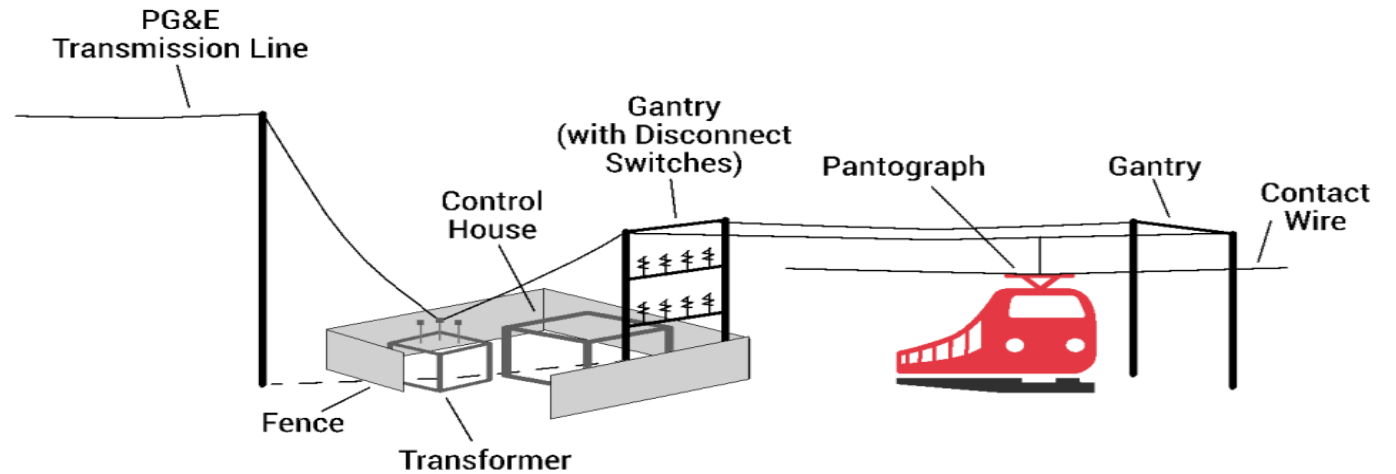 PG&E
Transmission Line
Gantry
(with Disconnect
Switches)
Control
House
Pantograph
Gantry
Contact
Wire
Fence
Transformer